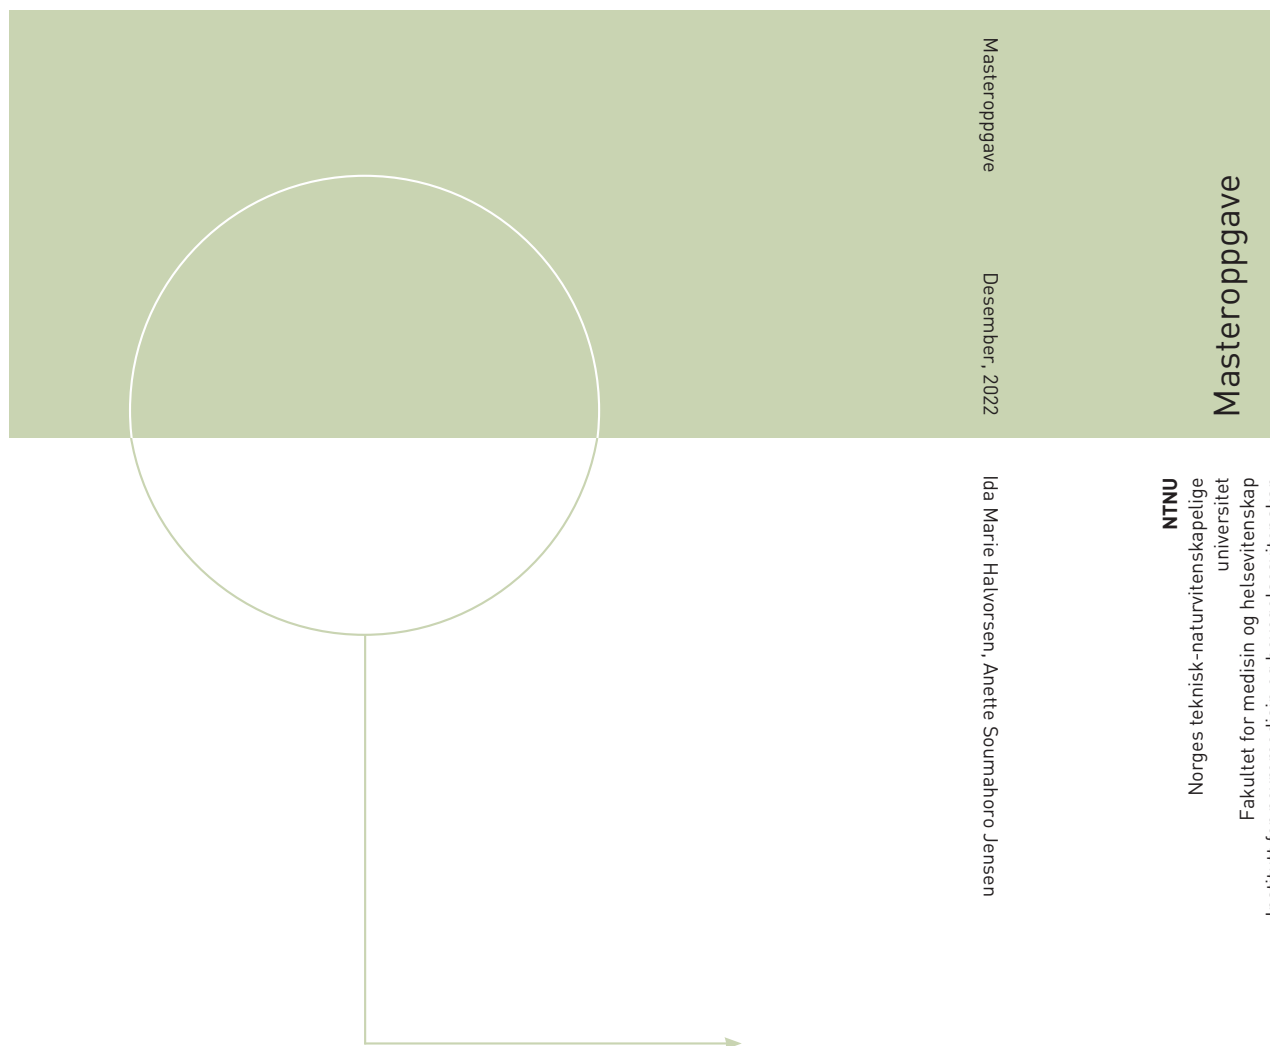 Masteroppgave
Desember, 2022
Ida Marie Halvorsen, Anette Soumahoro Jensen
Masteroppgave
NTNU
Norges teknisk-naturvitenskapelige
universitet
Fakultet for medisin og helsevitenskap